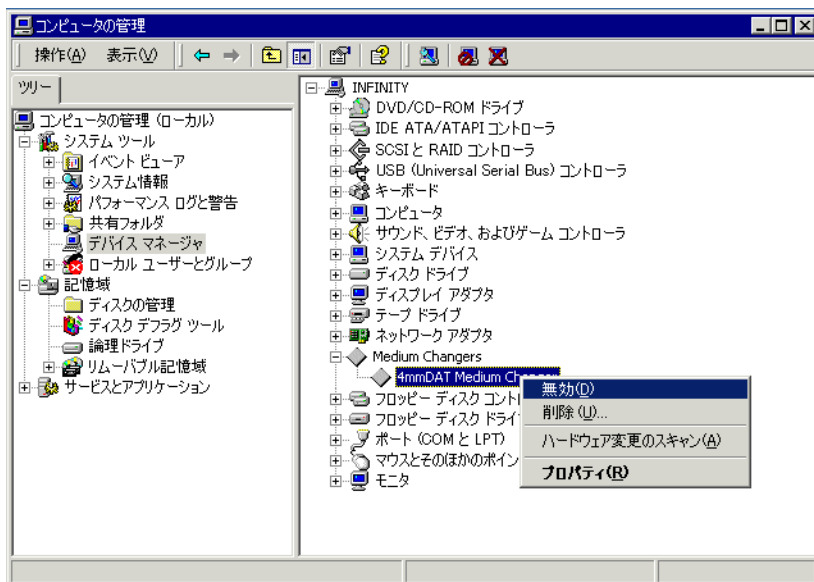 コンピュータの管理
操作(A) 表示(V)
ツリー
コンピュータの管理 (ローカル)
システム ツール
イベント ビューア
システム情報
パフォーマンス ログと警告
共有フォルダ
デバイス マネージャ
ローカル ユーザーとグループ
記憶域
ディスクの管理
ディスク デフラグ ツール
論理ドライブ
リムーバブル記憶域
サービスとアプリケーション
INFINITY
DVD/CD-ROM ドライブ
IDE ATA/ATAPI コントローラ
SCSI と RAID コントローラ
USB (Universal Serial Bus) コントローラ
キーボード
コンピュータ
サウンド、ビデオ、およびゲーム コントローラ
システム デバイス
ディスク ドライブ
ディスプレイ アダプタ
テープ ドライブ
ネットワーク アダプタ
Medium Changers
4mmDAT Medium Changer
フロッピー ディスク コント
フロッピー ディスク ドライ
ポート (COM と LPT)
マウスとそのほかのポイン
モニタ
無効(D)
削除(U)...
ハードウェア変更のスキャン(A)
プロパティ(R)